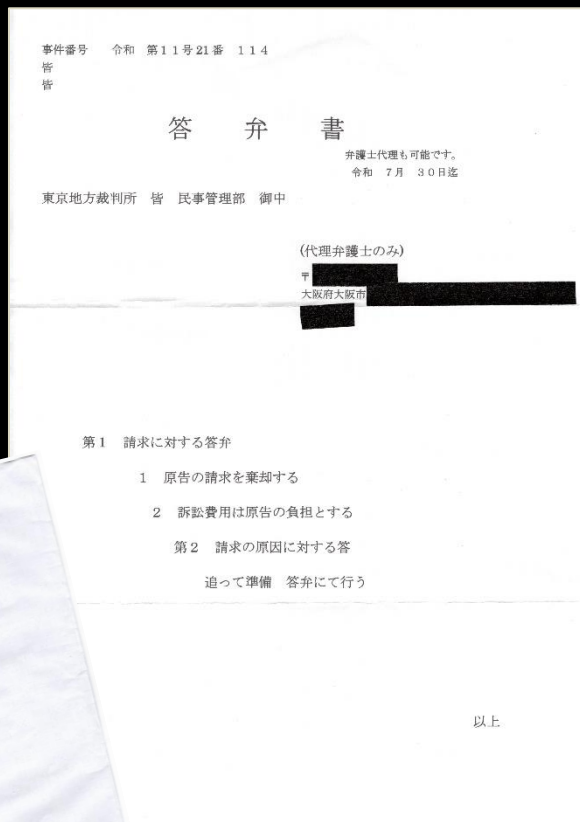 事件番号　　令和　第１１号２１番　１１４
皆
皆
答　弁　書
弁護士代理も可能です。
令和　７月　３０日迄
東京地方裁判所　皆　民事管理部　御中
(代理弁護士のみ)
〒
大阪府大阪市
第１　請求に対する答弁
１　原告の請求を棄却する
２　訴訟費用は原告の負担とする
第２　請求の原因に対する答
追って準備　答弁にて行う
以上